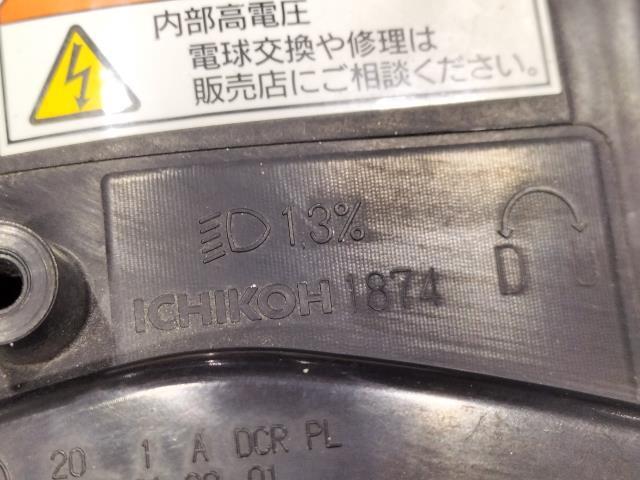 内部高電圧
電球交換や修理は
販売店にご相談ください。
1.3%
ICHIKOH 1874
D U
20 1 A DCR PL